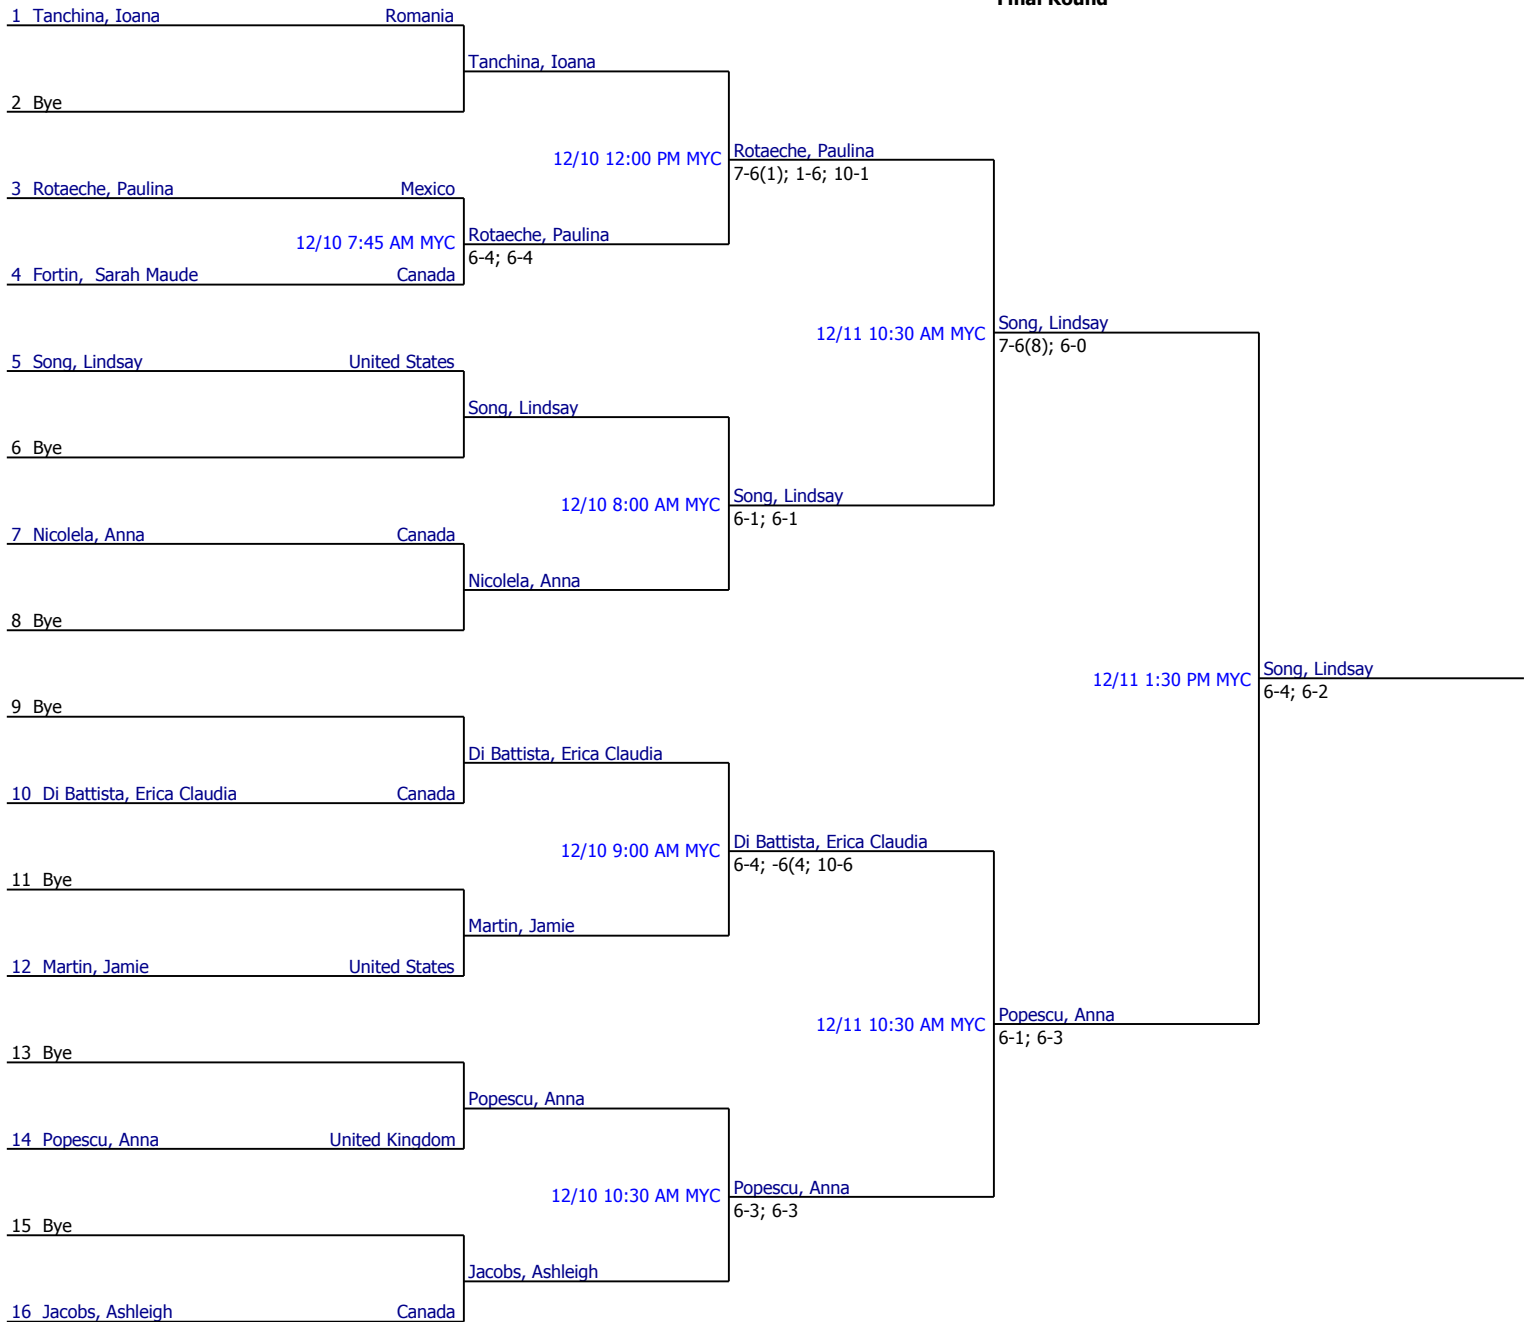 Final Round
1 Tanchina, Ioana Romania
Tanchina, Ioana
2 Bye
12/10 12:00 PM MYC Rotaeche, Paulina
7-6(1); 1-6; 10-1
3 Rotaeche, Paulina Mexico
12/10 7:45 AM MYC Rotaeche, Paulina
6-4; 6-4
4 Fortin, Sarah Maude Canada
12/11 10:30 AM MYC Song, Lindsay
7-6(8); 6-0
5 Song, Lindsay United States
Song, Lindsay
6 Bye
12/10 8:00 AM MYC Song, Lindsay
6-1; 6-1
7 Nicolela, Anna Canada
Nicolela, Anna
8 Bye
12/11 1:30 PM MYC Song, Lindsay
6-4; 6-2
9 Bye
Di Battista, Erica Claudia
10 Di Battista, Erica Claudia Canada
12/10 9:00 AM MYC Di Battista, Erica Claudia
6-4; -6(4; 10-6
11 Bye
Martin, Jamie
12 Martin, Jamie United States
12/11 10:30 AM MYC Popescu, Anna
6-1; 6-3
13 Bye
Popescu, Anna
14 Popescu, Anna United Kingdom
12/10 10:30 AM MYC Popescu, Anna
6-3; 6-3
15 Bye
Jacobs, Ashleigh
16 Jacobs, Ashleigh Canada